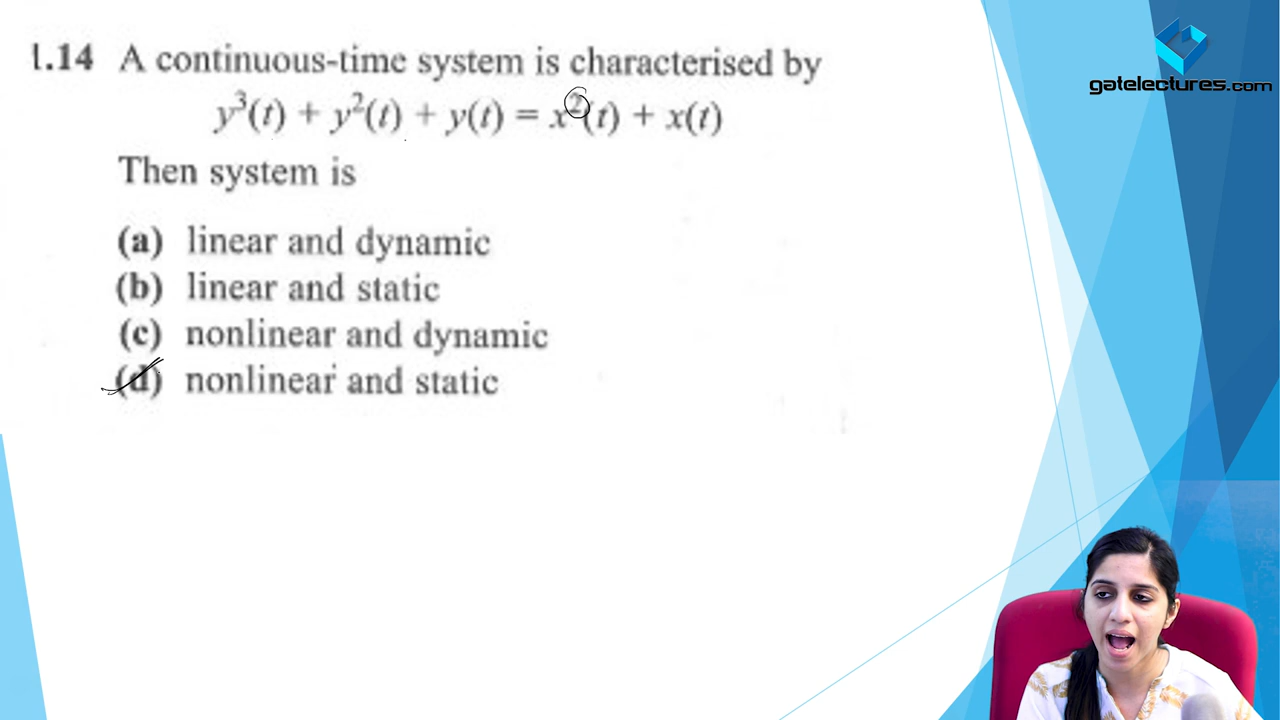 1.14 A continuous-time system is characterised by
y³(t) + y²(t) + y(t) = x²(t) + x(t)
Then system is
(a) linear and dynamic
(b) linear and static
(c) nonlinear and dynamic
(d) nonlinear and static
gatelectures.com